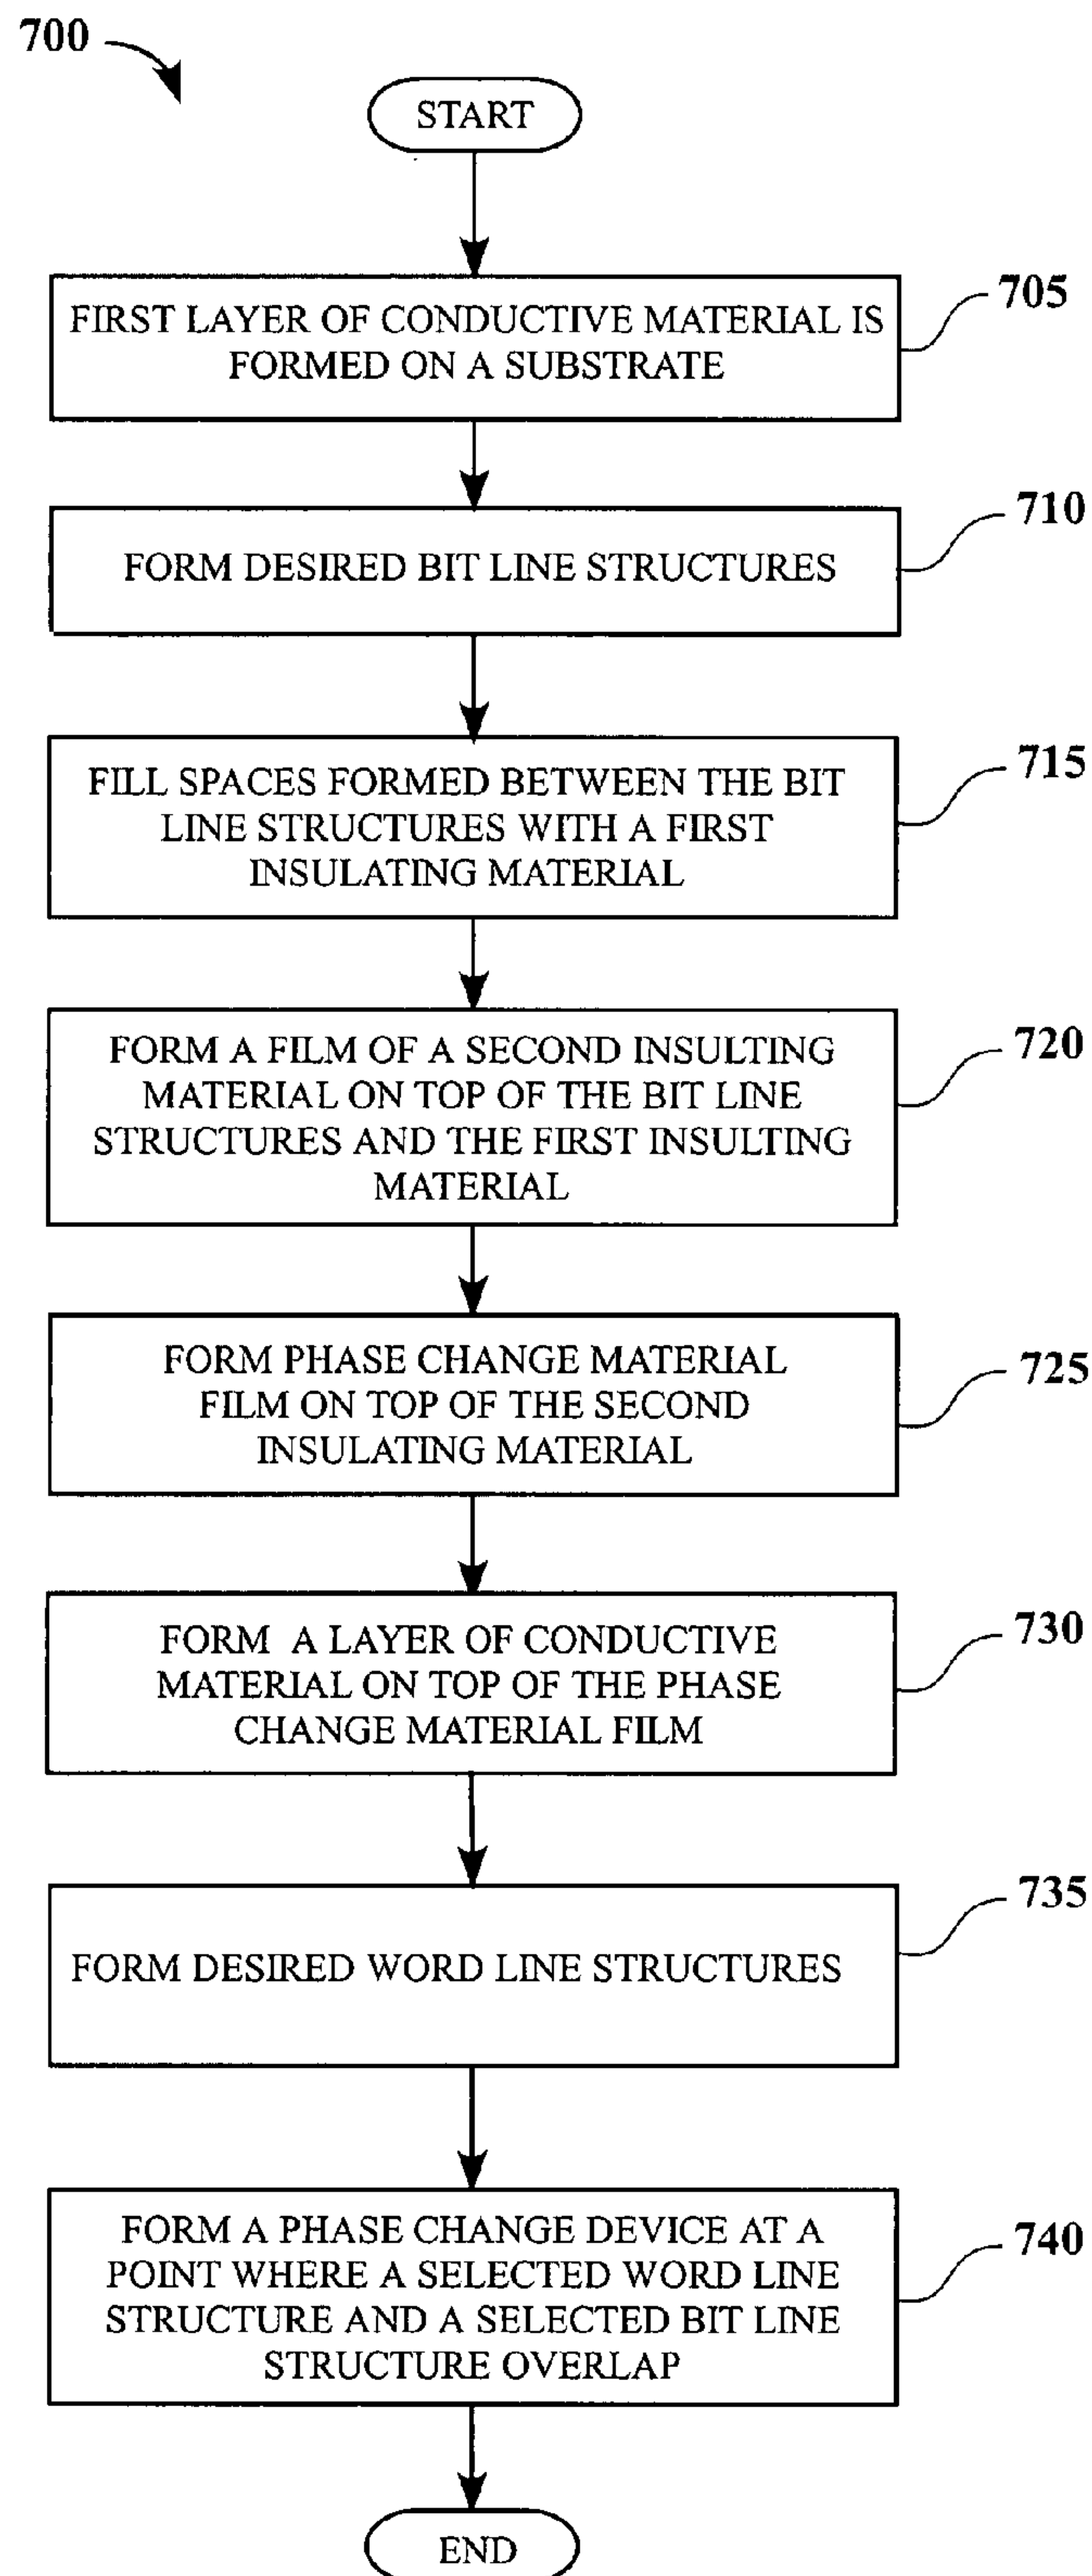 700
START
FIRST LAYER OF CONDUCTIVE MATERIAL IS
FORMED ON A SUBSTRATE
705
FORM DESIRED BIT LINE STRUCTURES
710
FILL SPACES FORMED BETWEEN THE BIT
LINE STRUCTURES WITH A FIRST
INSULATING MATERIAL
715
FORM A FILM OF A SECOND INSULTING
MATERIAL ON TOP OF THE BIT LINE
STRUCTURES AND THE FIRST INSULTING
MATERIAL
720
FORM PHASE CHANGE MATERIAL
FILM ON TOP OF THE SECOND
INSULATING MATERIAL
725
FORM A LAYER OF CONDUCTIVE
MATERIAL ON TOP OF THE PHASE
CHANGE MATERIAL FILM
730
FORM DESIRED WORD LINE STRUCTURES
735
FORM A PHASE CHANGE DEVICE AT A
POINT WHERE A SELECTED WORD LINE
STRUCTURE AND A SELECTED BIT LINE
STRUCTURE OVERLAP
740
END